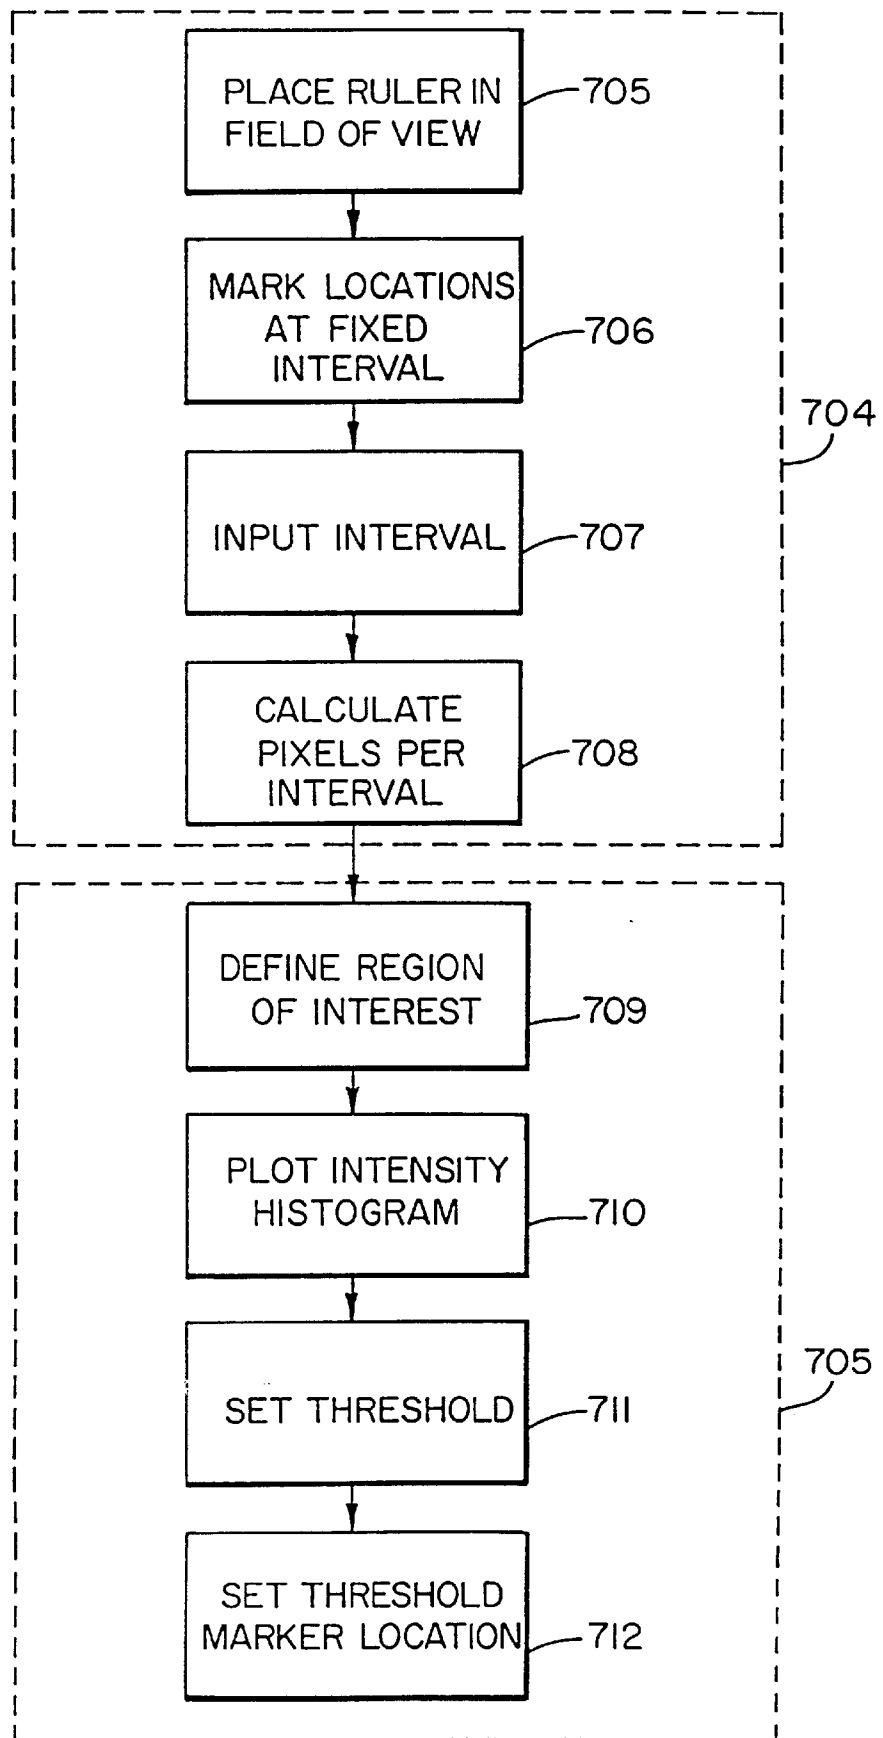 PLACE RULER IN
FIELD OF VIEW
705
MARK LOCATIONS
AT FIXED
INTERVAL
706
704
INPUT INTERVAL
707
CALCULATE
PIXELS PER
INTERVAL
708
DEFINE REGION
OF INTEREST
709
PLOT INTENSITY
HISTOGRAM
710
705
SET THRESHOLD
711
SET THRESHOLD
MARKER LOCATION
712